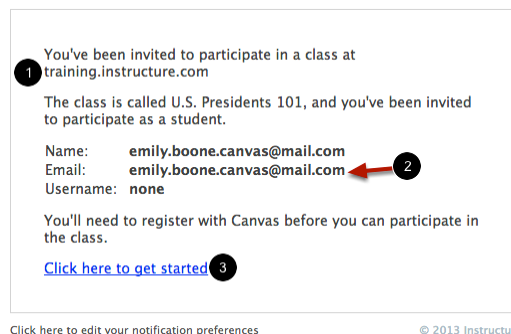 You've been invited to participate in a class at
1 training.instructure.com
The class is called U.S. Presidents 101, and you've been invited
to participate as a student.
Name: emily.boone.canvas@mail.com
Email: emily.boone.canvas@mail.com 2
Username: none
You'll need to register with Canvas before you can participate in
the class.
Click here to get started 3
Click here to edit your notification preferences © 2013